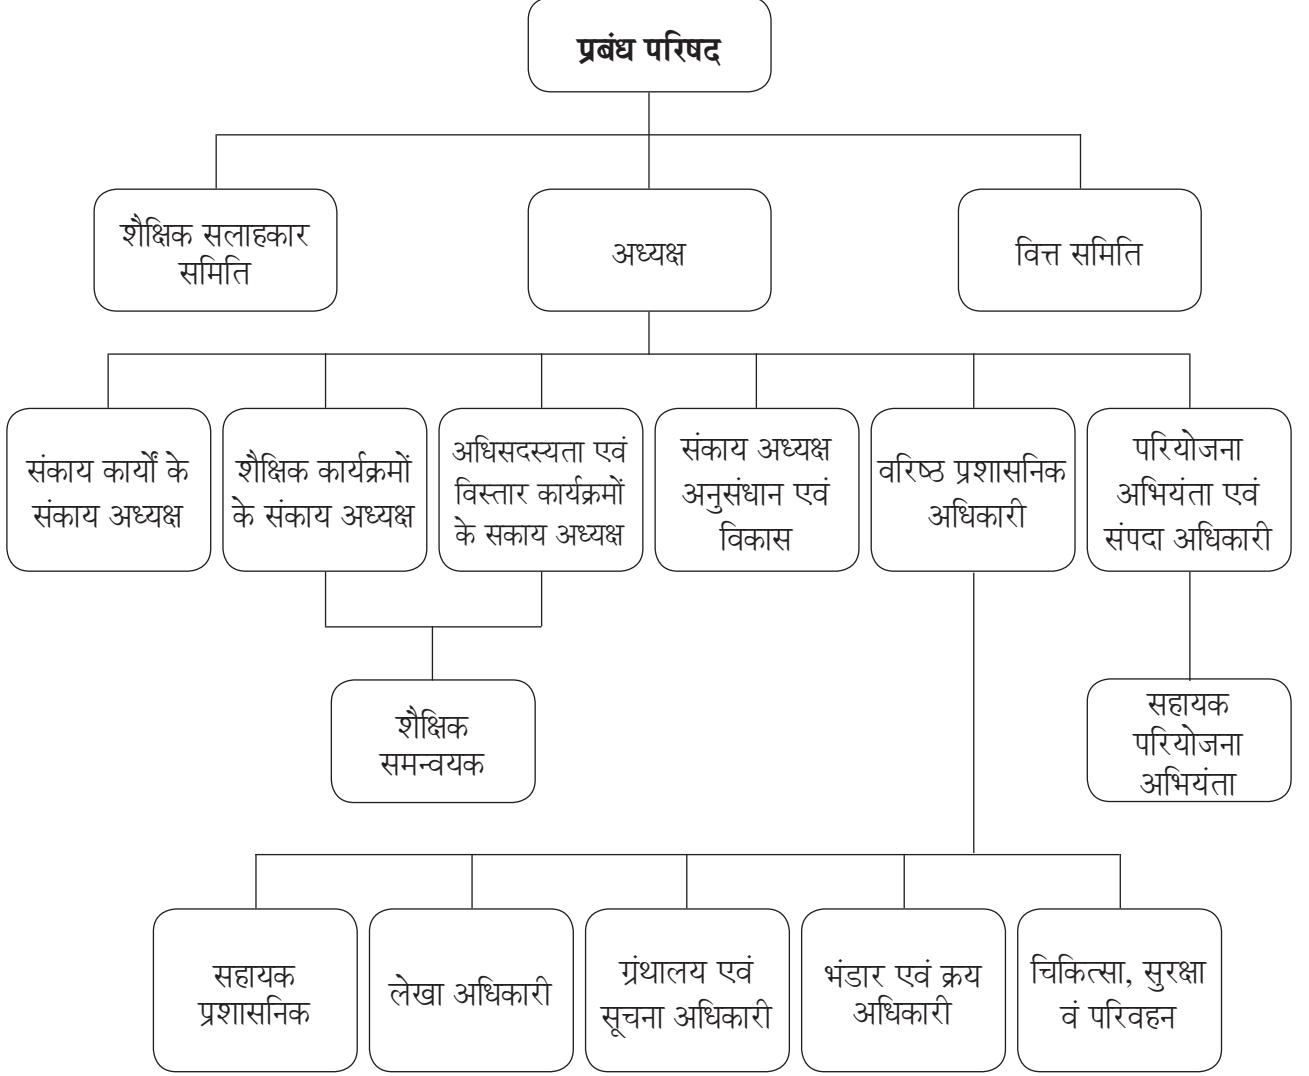 प्रबंध परिषद
शैक्षिक सलाहकार
समिति
अध्यक्ष
वित्त समिति
संकाय कार्यों के
संकाय अध्यक्ष
शैक्षिक कार्यक्रमों
के संकाय अध्यक्ष
अधिसदस्यता एवं
विस्तार कार्यक्रमों
के सकाय अध्यक्ष
संकाय अध्यक्ष
अनुसंधान एवं
विकास
वरिष्ठ प्रशासनिक
अधिकारी
परियोजना
अभियंता एवं
संपदा अधिकारी
शैक्षिक
समन्वयक
सहायक
परियोजना
अभियंता
सहायक
प्रशासनिक
लेखा अधिकारी
ग्रंथालय एवं
सूचना अधिकारी
भंडार एवं क्रय
अधिकारी
चिकित्सा, सुरक्षा
वं परिवहन